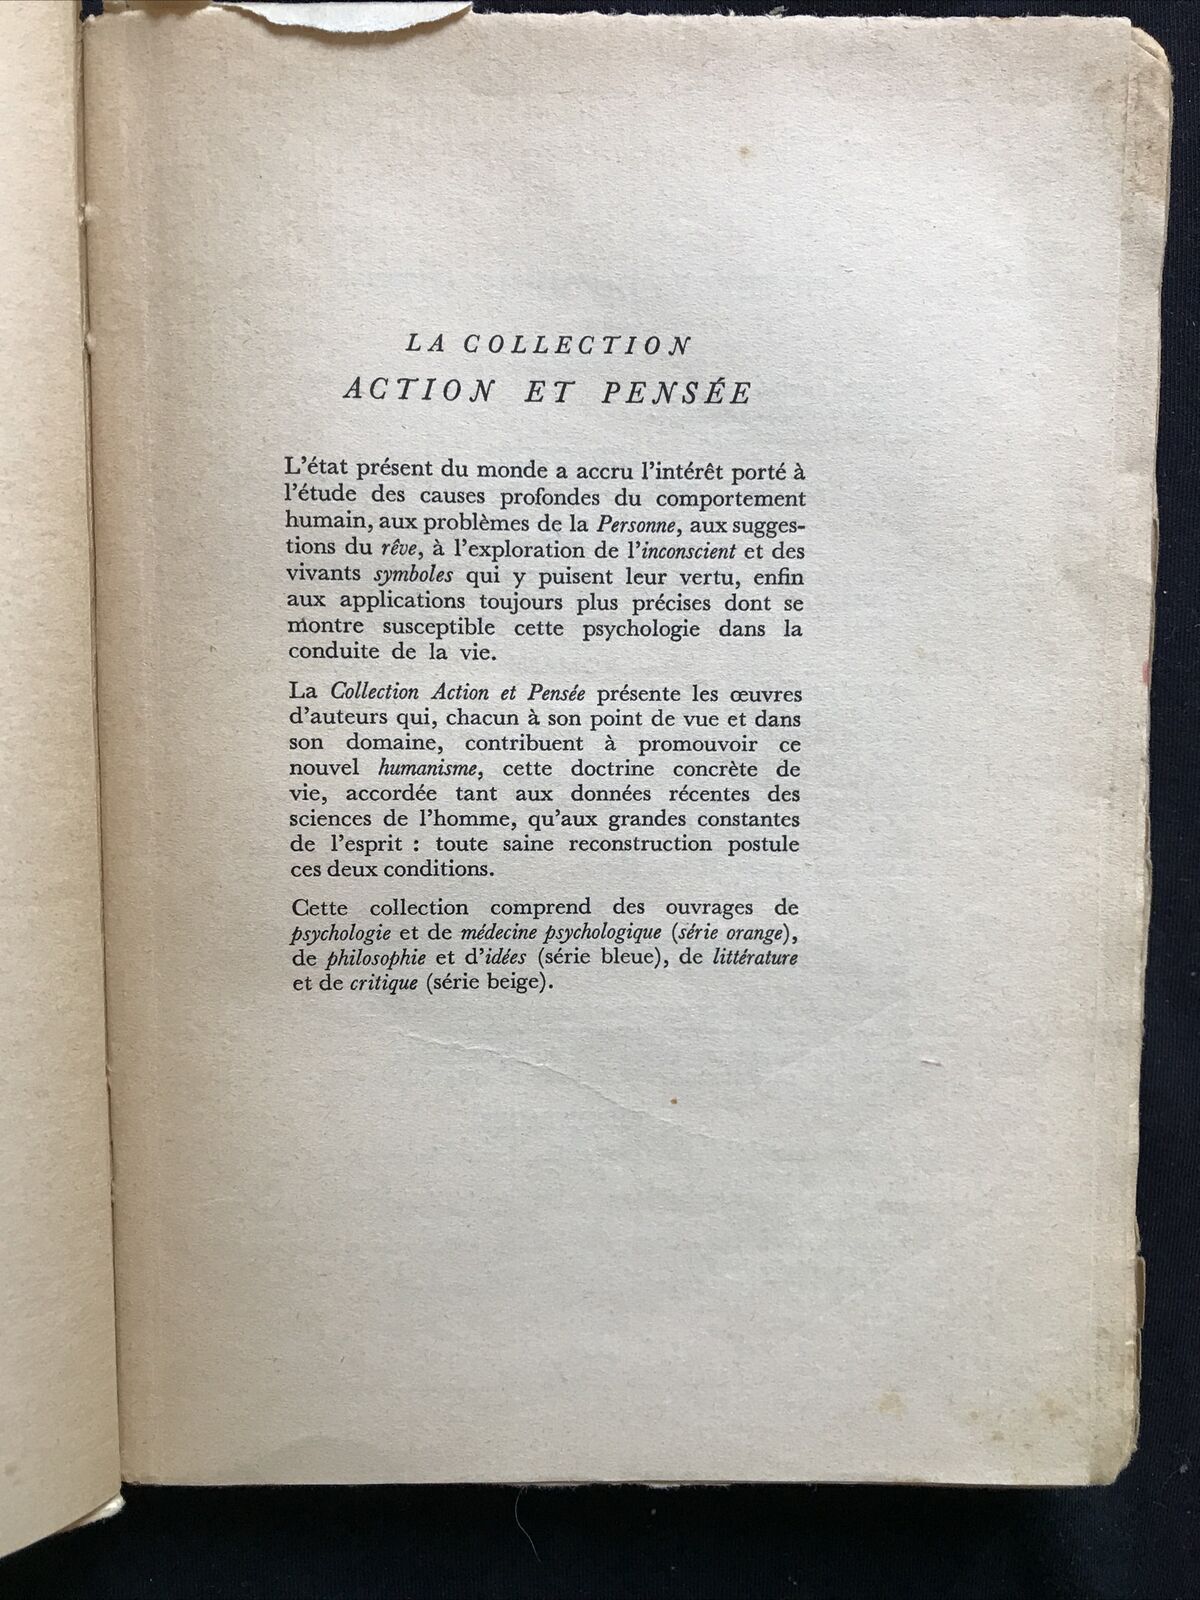 LA COLLECTION
ACTION ET PENSÉE
L'état présent du monde a accru l'intérêt porté à
l'étude des causes profondes du comportement
humain, aux problèmes de la Personne, aux sugges-
tions du rêve, à l'exploration de l'inconscient et des
vivants symboles qui y puisent leur vertu, enfin
aux applications toujours plus précises dont se
montre susceptible cette psychologie dans la
conduite de la vie.
La Collection Action et Pensée présente les œuvres
d'auteurs qui, chacun à son point de vue et dans
son domaine, contribuent à promouvoir ce
nouvel humanisme, cette doctrine concrète de
vie, accordée tant aux données récentes des
sciences de l'homme, qu'aux grandes constantes
de l'esprit : toute saine reconstruction postule
ces deux conditions.
Cette collection comprend des ouvrages de
psychologie et de médecine psychologique (série orange),
de philosophie et d'idées (série bleue), de littérature
et de critique (série beige).